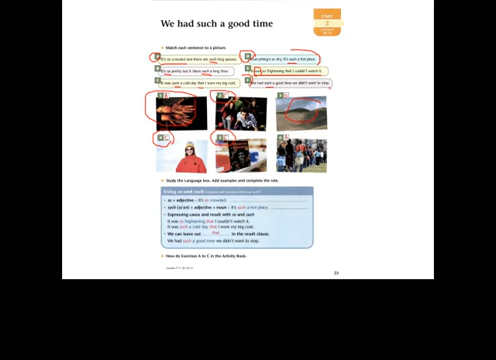 We had such a good time
UNIT
2
Match each sentence to a picture.
It's so crowded and there are such long queues.
Everything's so dry, it's such a hot place.
It's so pretty but it takes such a long time.
so frightening that I couldn't watch it.
It was such a cold day that I wore my big coat.
We had such a good time we didn't want to stop.
1
2
3
4
Study the Language box. Add examples and complete the rule.
Using so and such
so + adjective – It's so crowded,
such (a/an) + adjective + noun – It's such a hot place,
Expressing cause and result with so and such
It was so frightening that I couldn't watch it.
It was such a cold day that I wore my big coat.
We can leave out that in the result clause.
We had such a good time we didn't want to stop.
Now do Exercises A to C in the Activity Book.